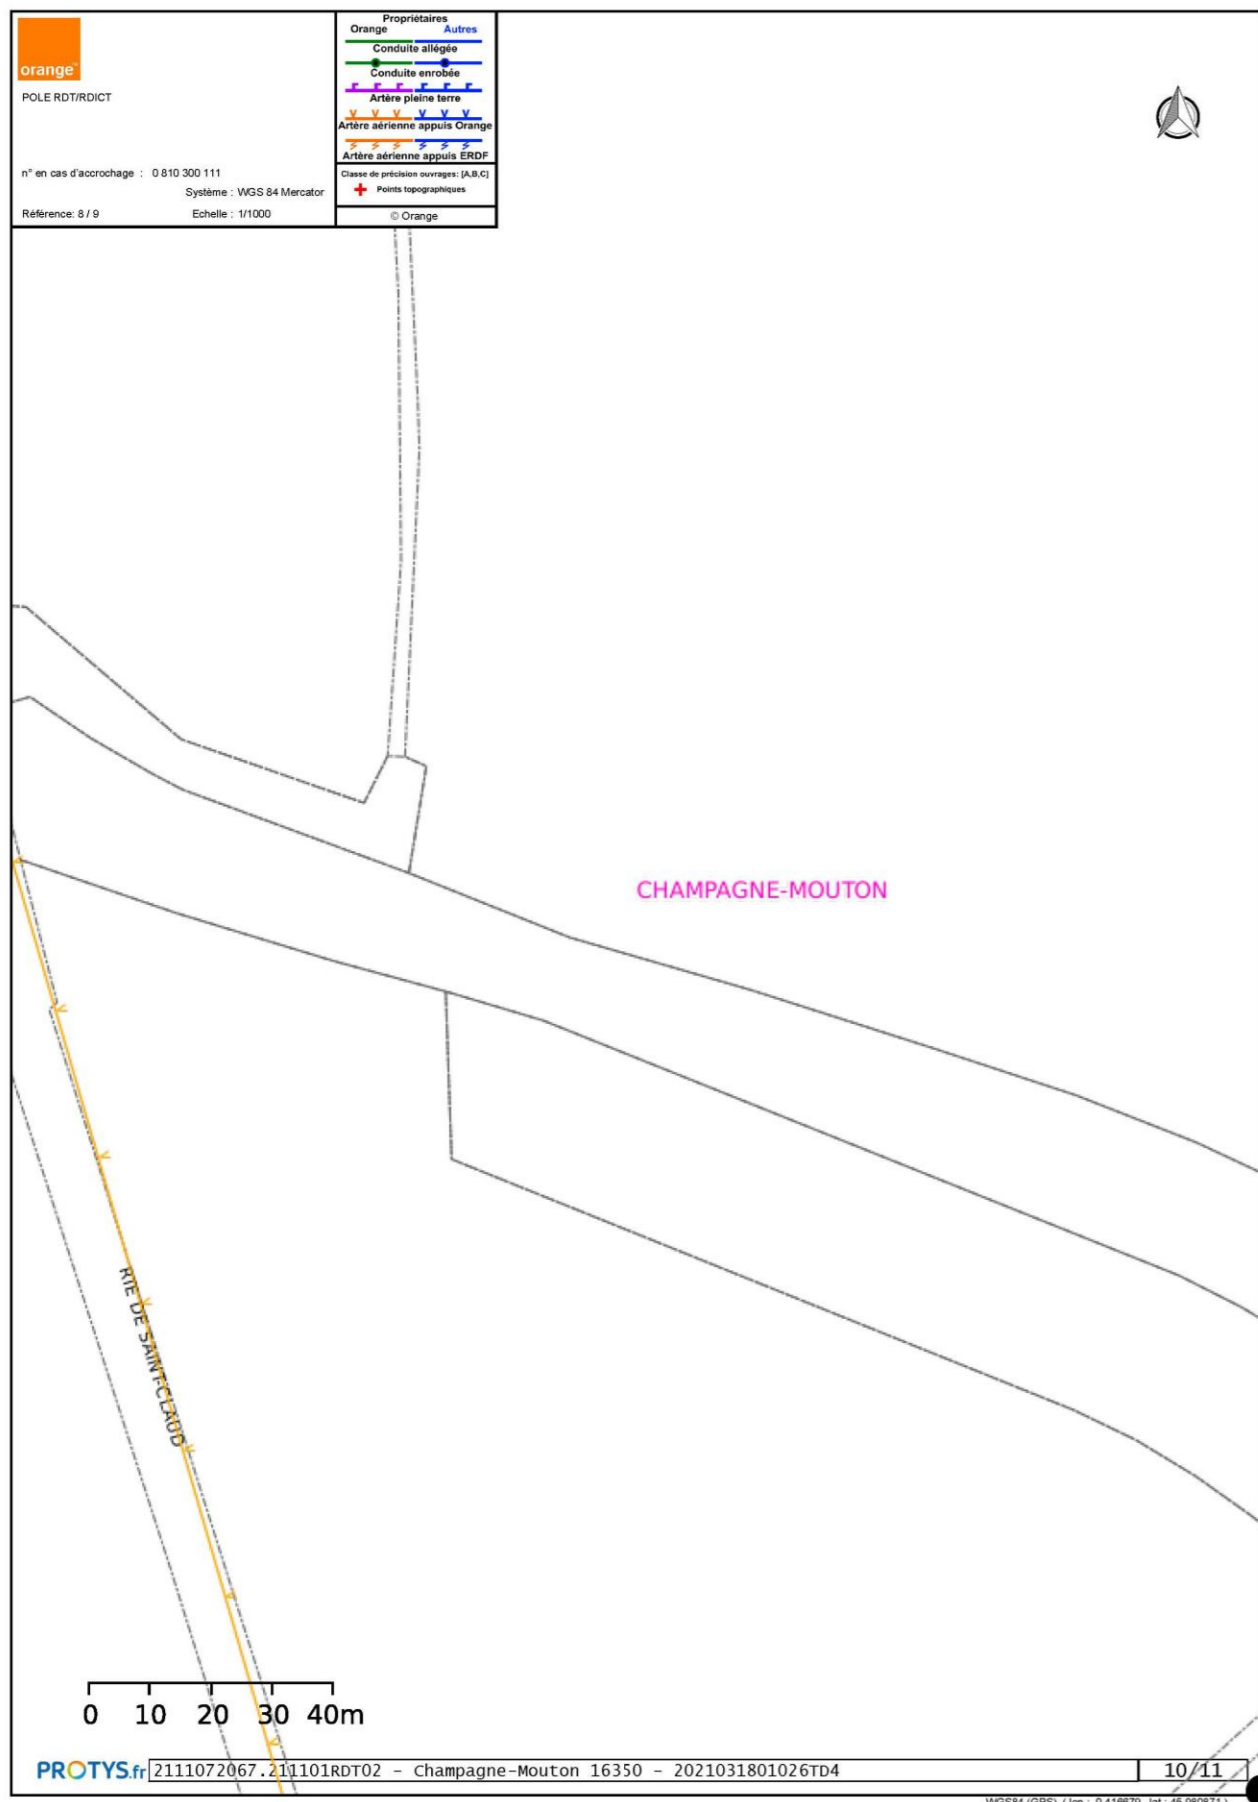 orange™
POLE RDT/RDICT
n° en cas d'accrochage : 0 810 300 111
Système : WGS 84 Mercator
Référence: 8 / 9
Echelle : 1/1000
Propriétaires
Orange
Autres
Conduite allégée
Conduite enrobée
Artère pleine terre
Artère aérienne appuis Orange
Artère aérienne appuis ERDF
Classe de précision ouvrages: [A,B,C]
Points topographiques
© Orange
CHAMPAGNE-MOUTON
RTE DE SAINT-CLAUD
0 10 20 30 40m
PROTYS.fr
2111072067.211101RDT02 - Champagne-Mouton 16350 - 2021031801026TD4
10/11
WGS84 (GPS)